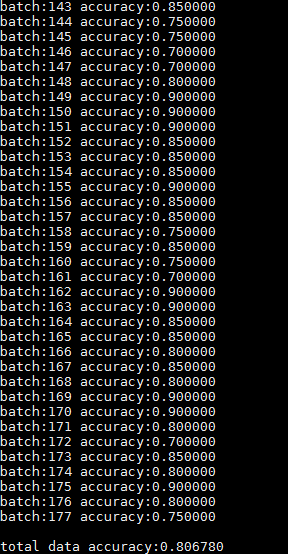 batch:143 accuracy:0.850000
batch:144 accuracy:0.750000
batch:145 accuracy:0.750000
batch:146 accuracy:0.700000
batch:147 accuracy:0.700000
batch:148 accuracy:0.800000
batch:149 accuracy:0.900000
batch:150 accuracy:0.900000
batch:151 accuracy:0.900000
batch:152 accuracy:0.850000
batch:153 accuracy:0.850000
batch:154 accuracy:0.850000
batch:155 accuracy:0.900000
batch:156 accuracy:0.850000
batch:157 accuracy:0.850000
batch:158 accuracy:0.750000
batch:159 accuracy:0.850000
batch:160 accuracy:0.750000
batch:161 accuracy:0.700000
batch:162 accuracy:0.900000
batch:163 accuracy:0.900000
batch:164 accuracy:0.850000
batch:165 accuracy:0.850000
batch:166 accuracy:0.800000
batch:167 accuracy:0.850000
batch:168 accuracy:0.800000
batch:169 accuracy:0.900000
batch:170 accuracy:0.900000
batch:171 accuracy:0.800000
batch:172 accuracy:0.700000
batch:173 accuracy:0.850000
batch:174 accuracy:0.800000
batch:175 accuracy:0.900000
batch:176 accuracy:0.800000
batch:177 accuracy:0.750000
total data accuracy:0.806780